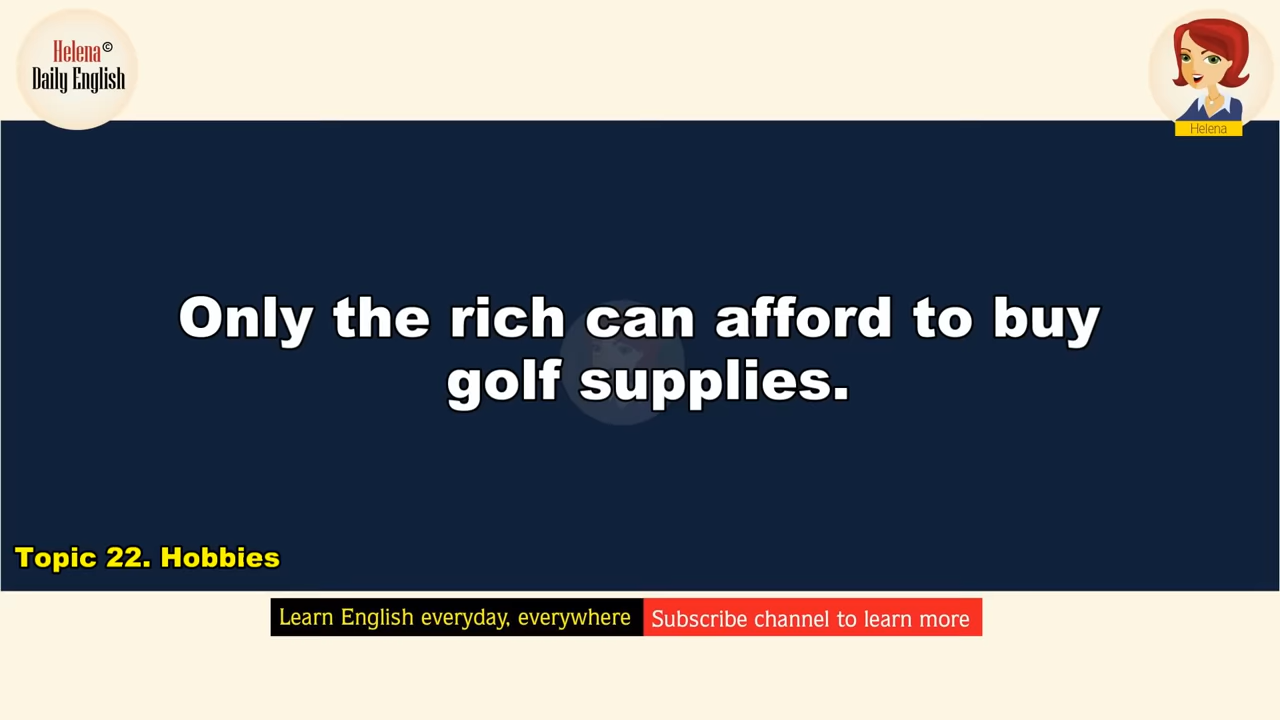 Helena©
Daily English
Helena
Only the rich can afford to buy
golf supplies.
Topic 22. Hobbies
Learn English everyday, everywhere
Subscribe channel to learn more